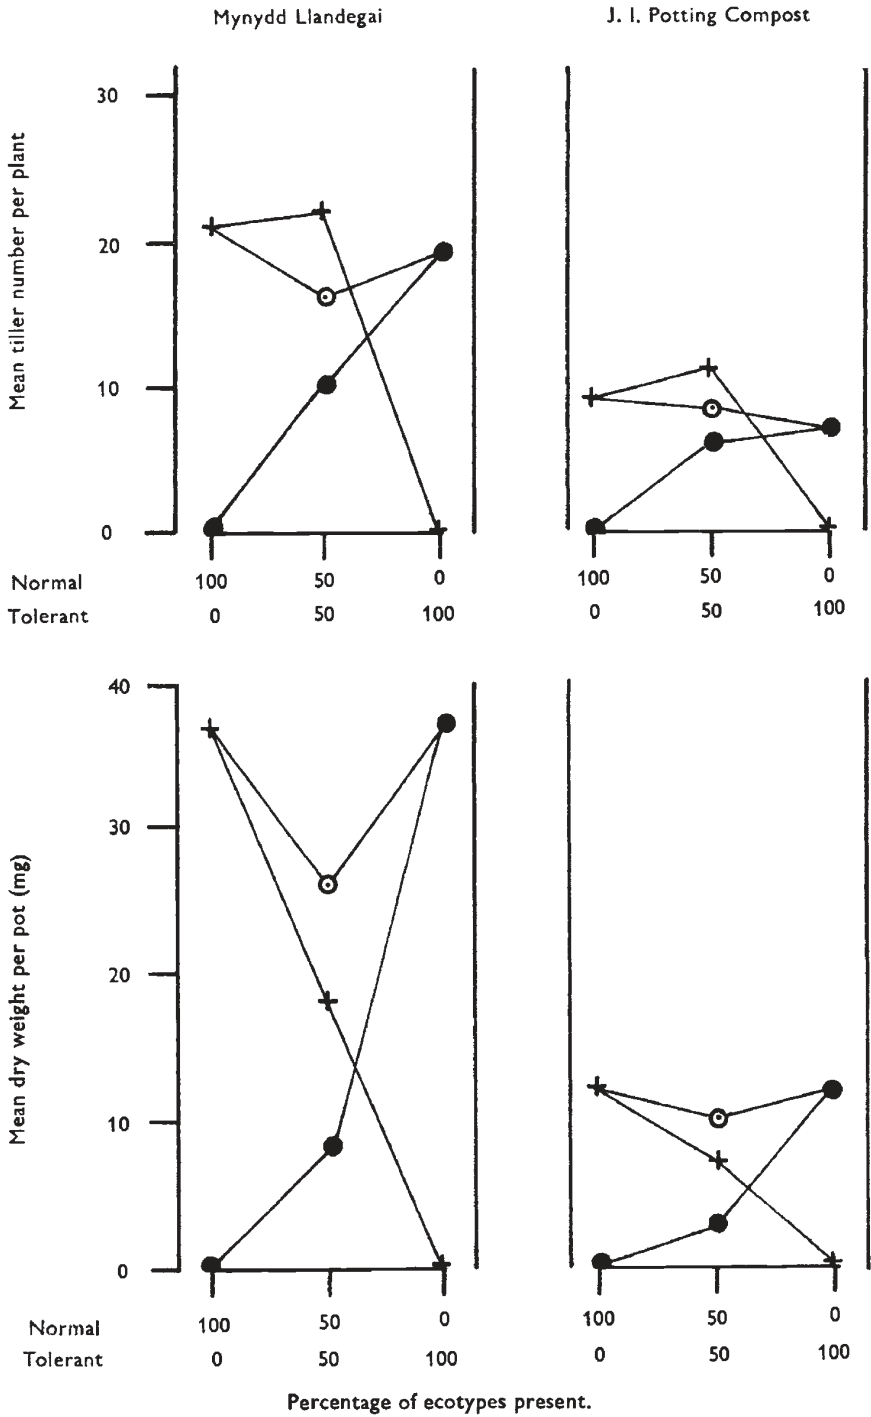 Mynydd Llandegai
J. I. Potting Compost
Mean tiller number per plant
30
20
10
0
Normal 100 50 0 100 50 0
Tolerant 0 50 100 0 50 100
Mean dry weight per pot (mg)
40
30
20
10
0
Normal 100 50 0 100 50 0
Tolerant 0 50 100 0 50 100
Percentage of ecotypes present.